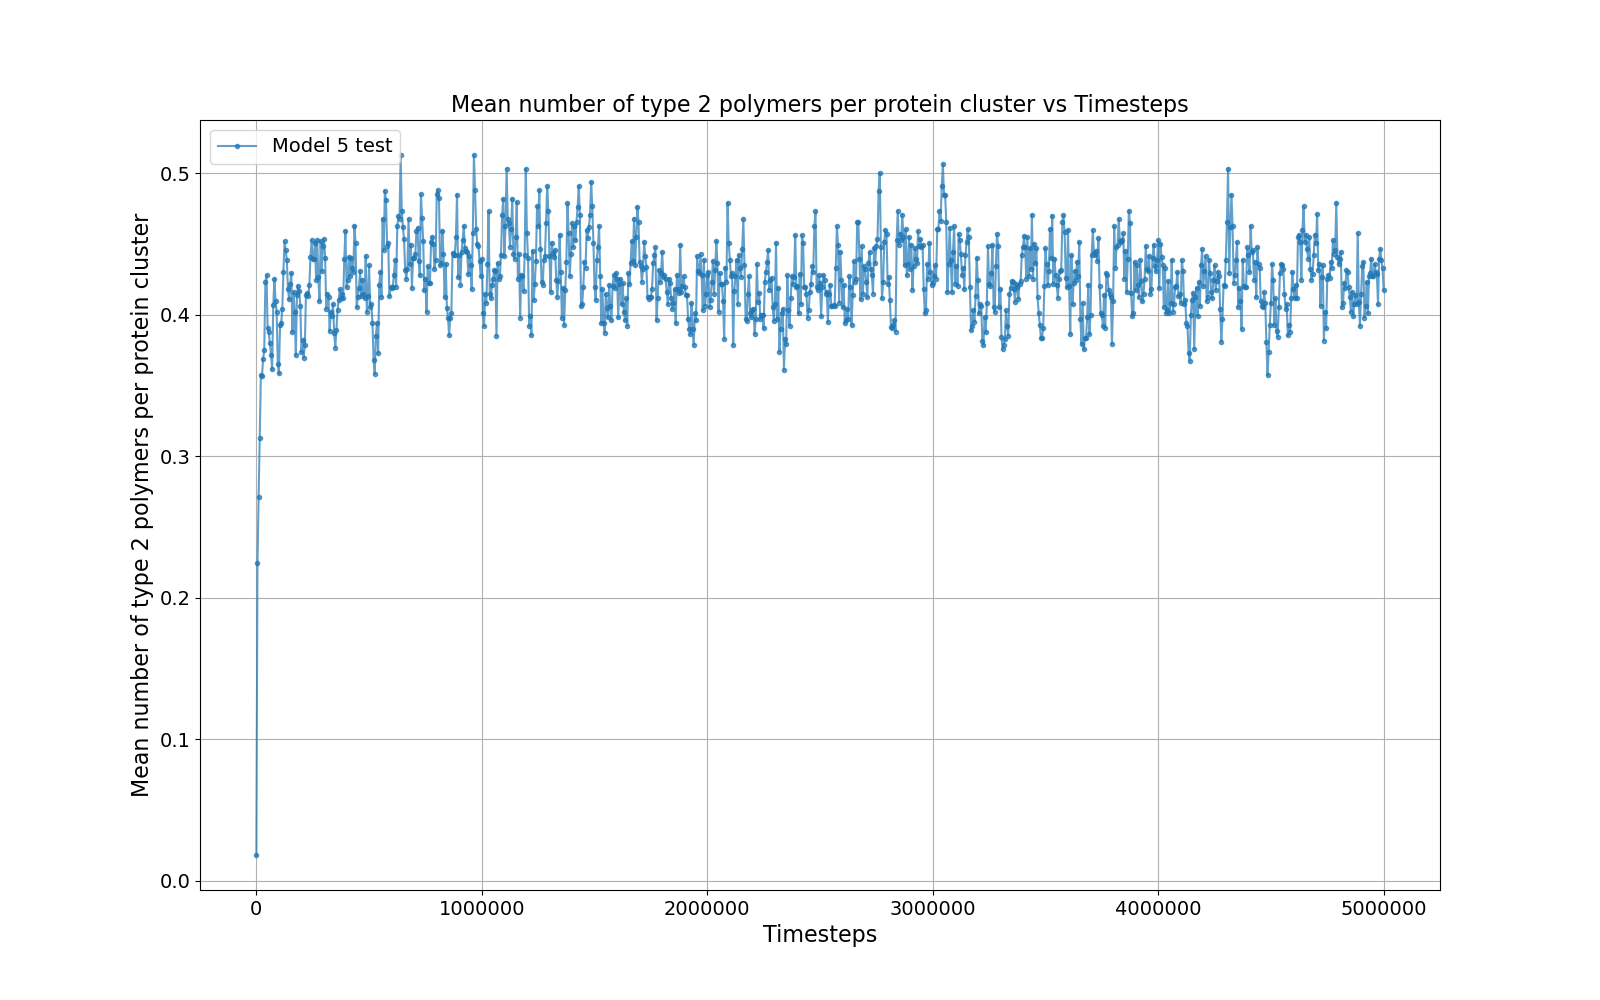 Mean number of type 2 polymers per protein cluster vs Timesteps
Model 5 test
Mean number of type 2 polymers per protein cluster
0.5
0.4
0.3
0.2
0.1
0.0
0 1000000 2000000 3000000 4000000 5000000
Timesteps